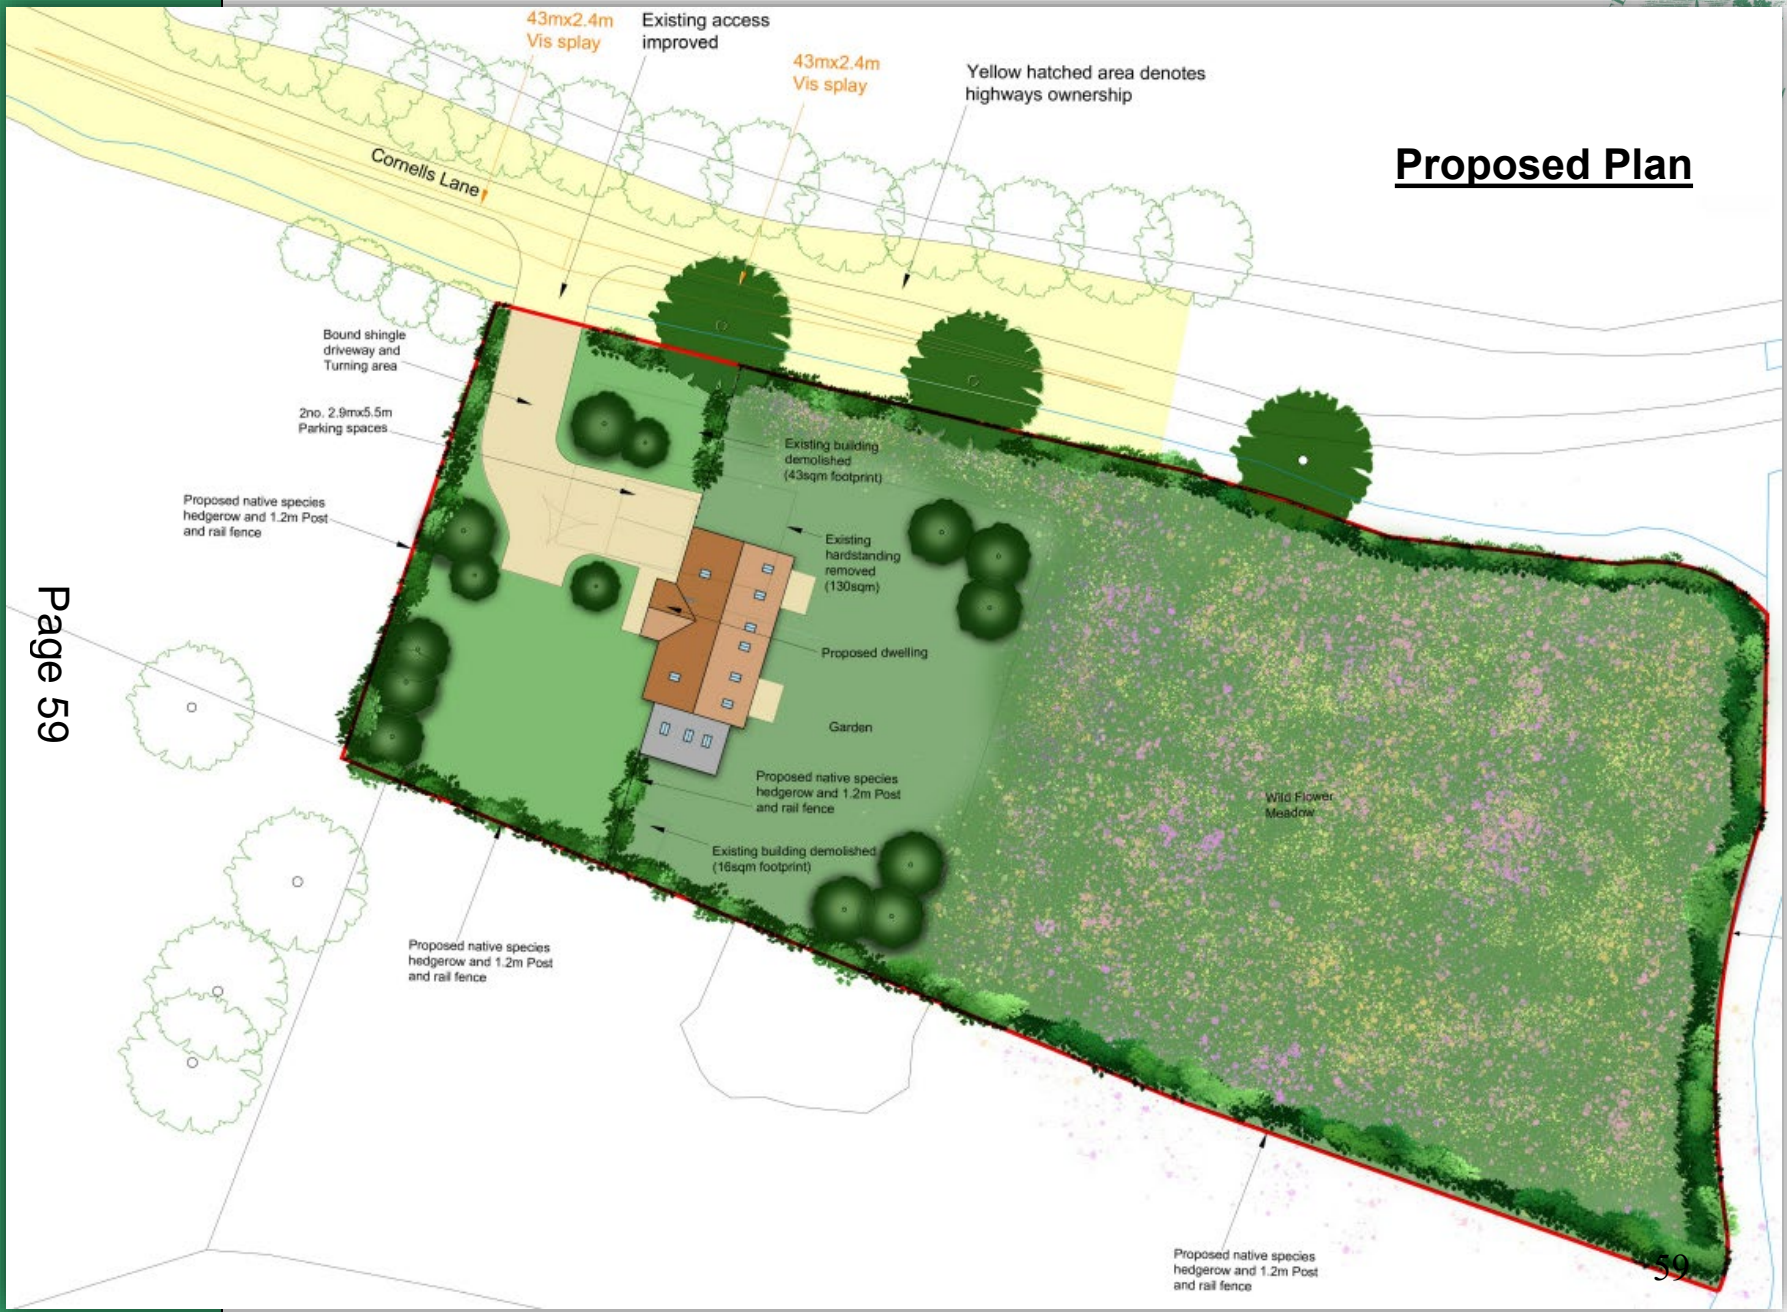 43mx2.4m
Vis splay
Existing access
improved
43mx2.4m
Vis splay
Yellow hatched area denotes
highways ownership
Proposed Plan
Cornells Lane
Bound shingle
driveway and
Turning area
2no. 2.9mx5.5m
Parking spaces
Existing building
demolished
(43sqm footprint)
Proposed native species
hedgerow and 1.2m Post
and rail fence
Existing
hardstanding
removed
(130sqm)
Proposed dwelling
Page 59
Garden
Proposed native species
hedgerow and 1.2m Post
and rail fence
Wild Flower
Meadow
Existing building demolished
(16sqm footprint)
Proposed native species
hedgerow and 1.2m Post
and rail fence
Proposed native species
hedgerow and 1.2m Post
and rail fence
59